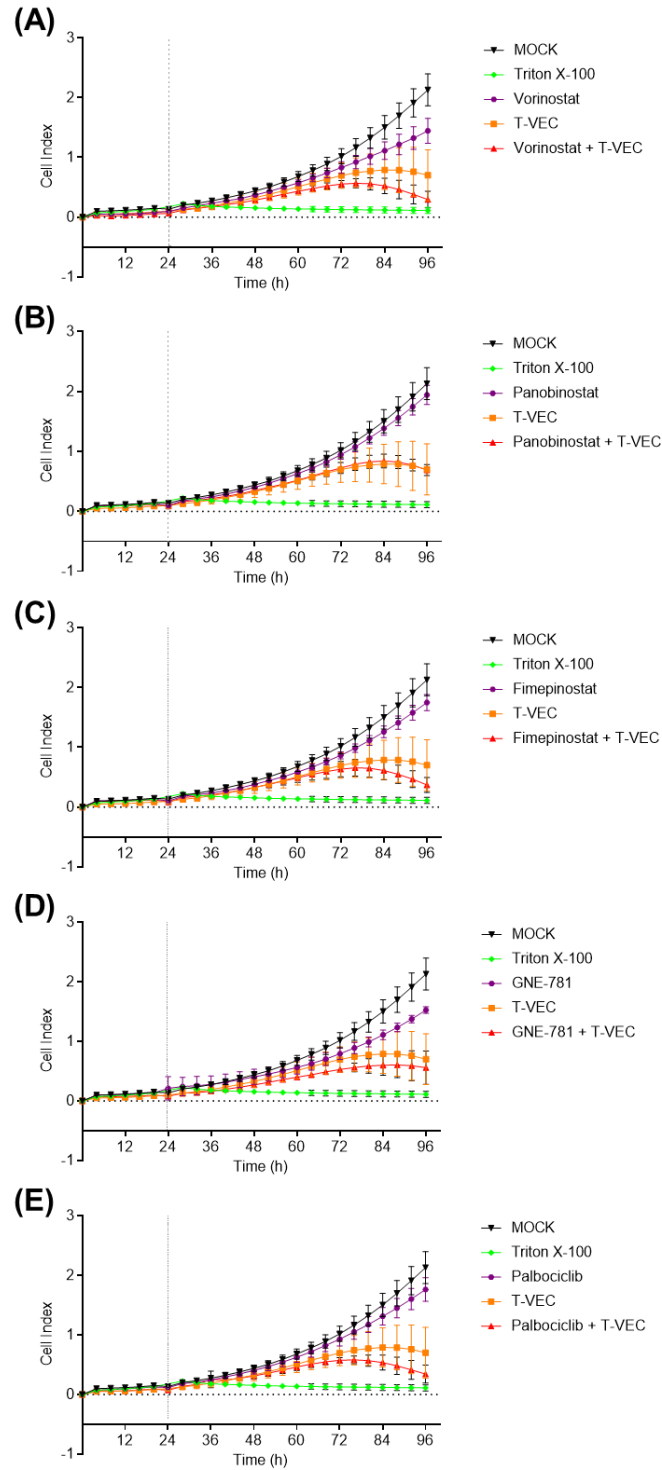 (A)
3
2
1
0
-1
Cell Index
12 24 36 48 60 72 84 96
Time (h)
MOCK
Triton X-100
Vorinostat
T-VEC
Vorinostat + T-VEC
(B)
3
2
1
0
-1
Cell Index
12 24 36 48 60 72 84 96
Time (h)
MOCK
Triton X-100
Panobinostat
T-VEC
Panobinostat + T-VEC
(C)
3
2
1
0
-1
Cell Index
12 24 36 48 60 72 84 96
Time (h)
MOCK
Triton X-100
Fimepinostat
T-VEC
Fimepinostat + T-VEC
(D)
3
2
1
0
-1
Cell Index
12 24 36 48 60 72 84 96
Time (h)
MOCK
Triton X-100
GNE-781
T-VEC
GNE-781 + T-VEC
(E)
3
2
1
0
-1
Cell Index
12 24 36 48 60 72 84 96
Time (h)
MOCK
Triton X-100
Palbociclib
T-VEC
Palbociclib + T-VEC